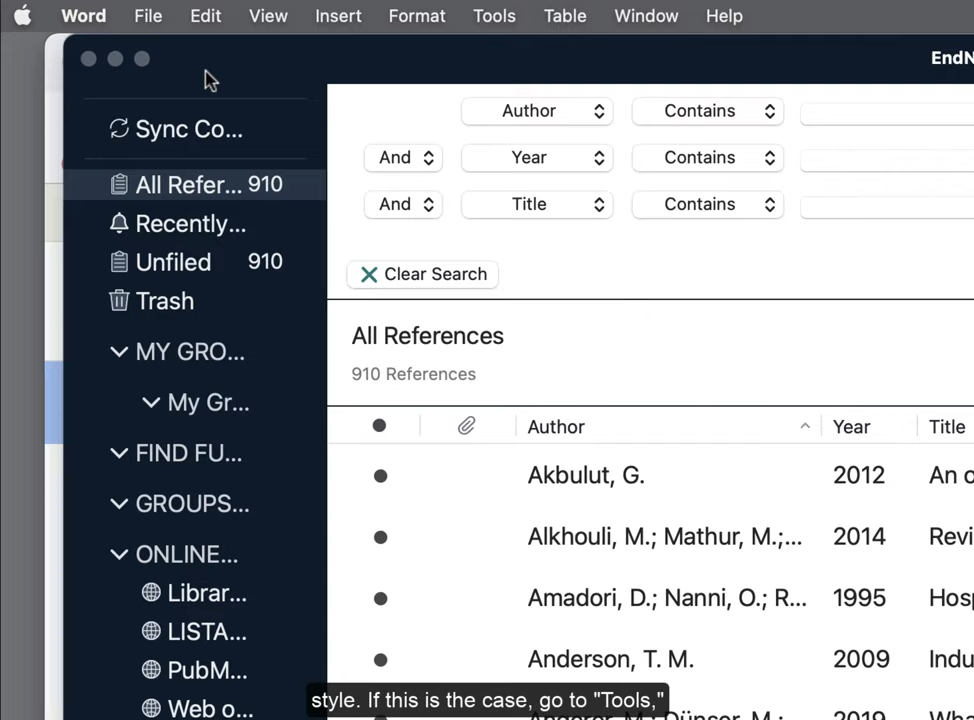 Word File Edit View Insert Format Tools Table Window Help
EndN
Sync Co...
All Refer... 910
Recently...
Unfiled 910
Trash
MY GRO...
My Gr...
FIND FU...
GROUPS...
ONLINE...
Librar...
LISTA...
PubM...
Web o...
Author Contains
And Year Contains
And Title Contains
Clear Search
All References
910 References
Author Year Title
Akbulut, G. 2012 An o
Alkhouli, M.; Mathur, M.;... 2014 Revi
Amadori, D.; Nanni, O.; R... 1995 Hosp
Anderson, T. M. 2009 Indu
style. If this is the case, go to "Tools,"